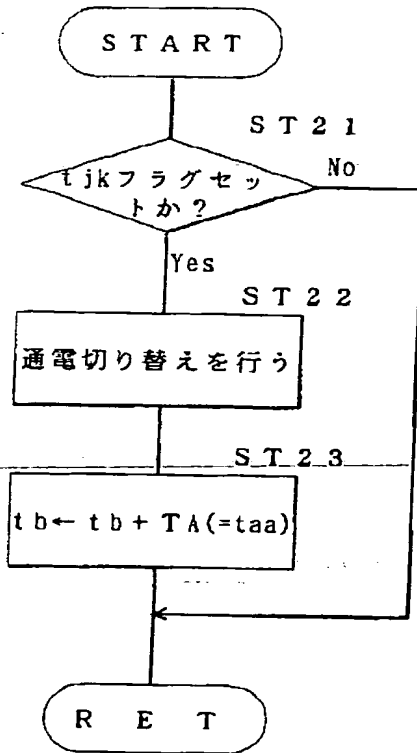 START
ST21
tjkフラグセッ
トか?
No
Yes
ST22
通電切り替えを行う
ST23
tb←tb+TA(=taa)
RET